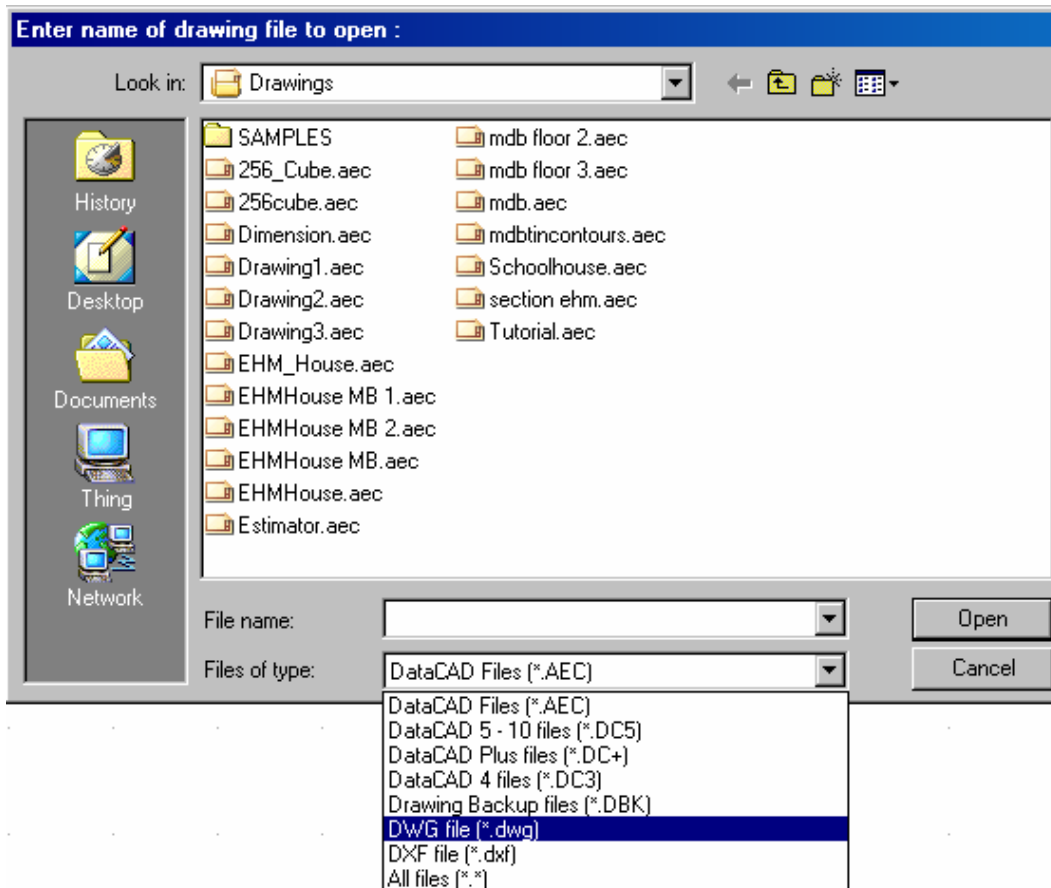 Enter name of drawing file to open :
Look in: Drawings
History
Desktop
Documents
Thing
Network
SAMPLES
256_Cube.aec
256cube.aec
Dimension.aec
Drawing1.aec
Drawing2.aec
Drawing3.aec
EHM_House.aec
EHMHouse MB 1.aec
EHMHouse MB 2.aec
EHMHouse MB.aec
EHMHouse.aec
Estimator.aec
mdb floor 2.aec
mdb floor 3.aec
mdb.aec
mdbtincontours.aec
Schoolhouse.aec
section ehm.aec
Tutorial.aec
File name:
Open
Files of type: DataCAD Files (*.AEC)
Cancel
DataCAD Files (*.AEC)
DataCAD 5 - 10 files (*.DC5)
DataCAD Plus files (*.DC+)
DataCAD 4 files (*.DC3)
Drawing Backup files (*.DBK)
DWG file (*.dwg)
DXF file (*.dxf)
All files (*.*)